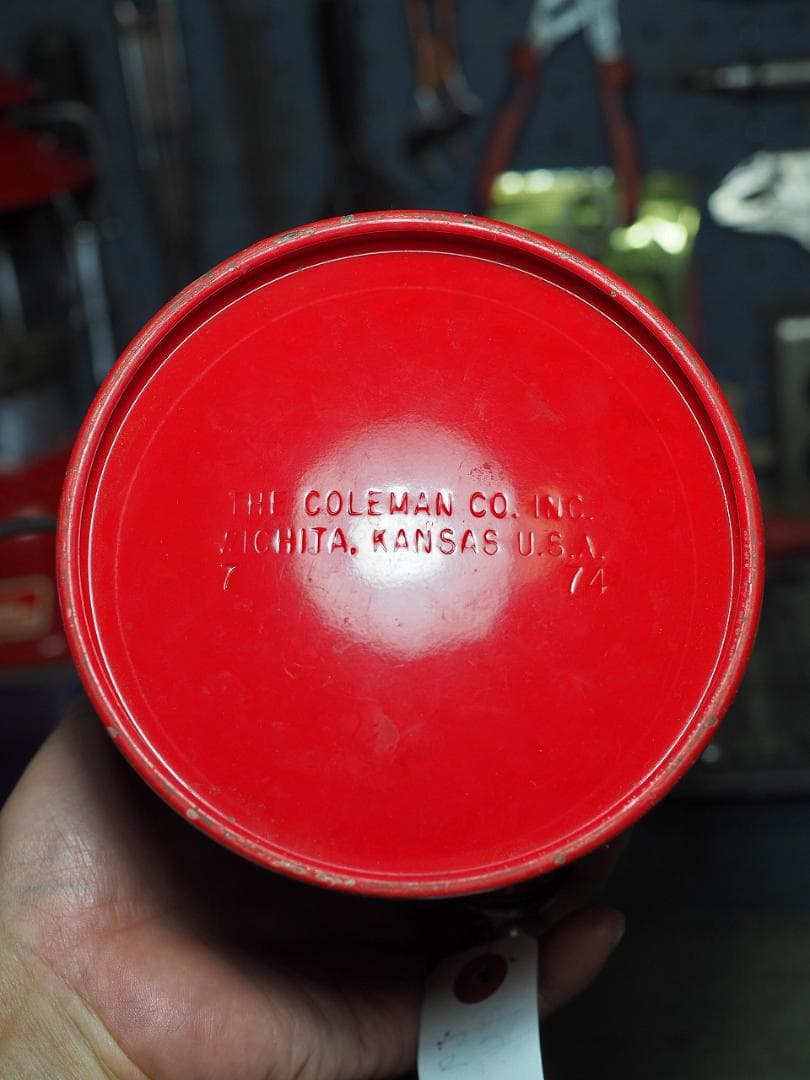 THE COLEMAN CO. INC.
WICHITA, KANSAS U.S.A.
7 74